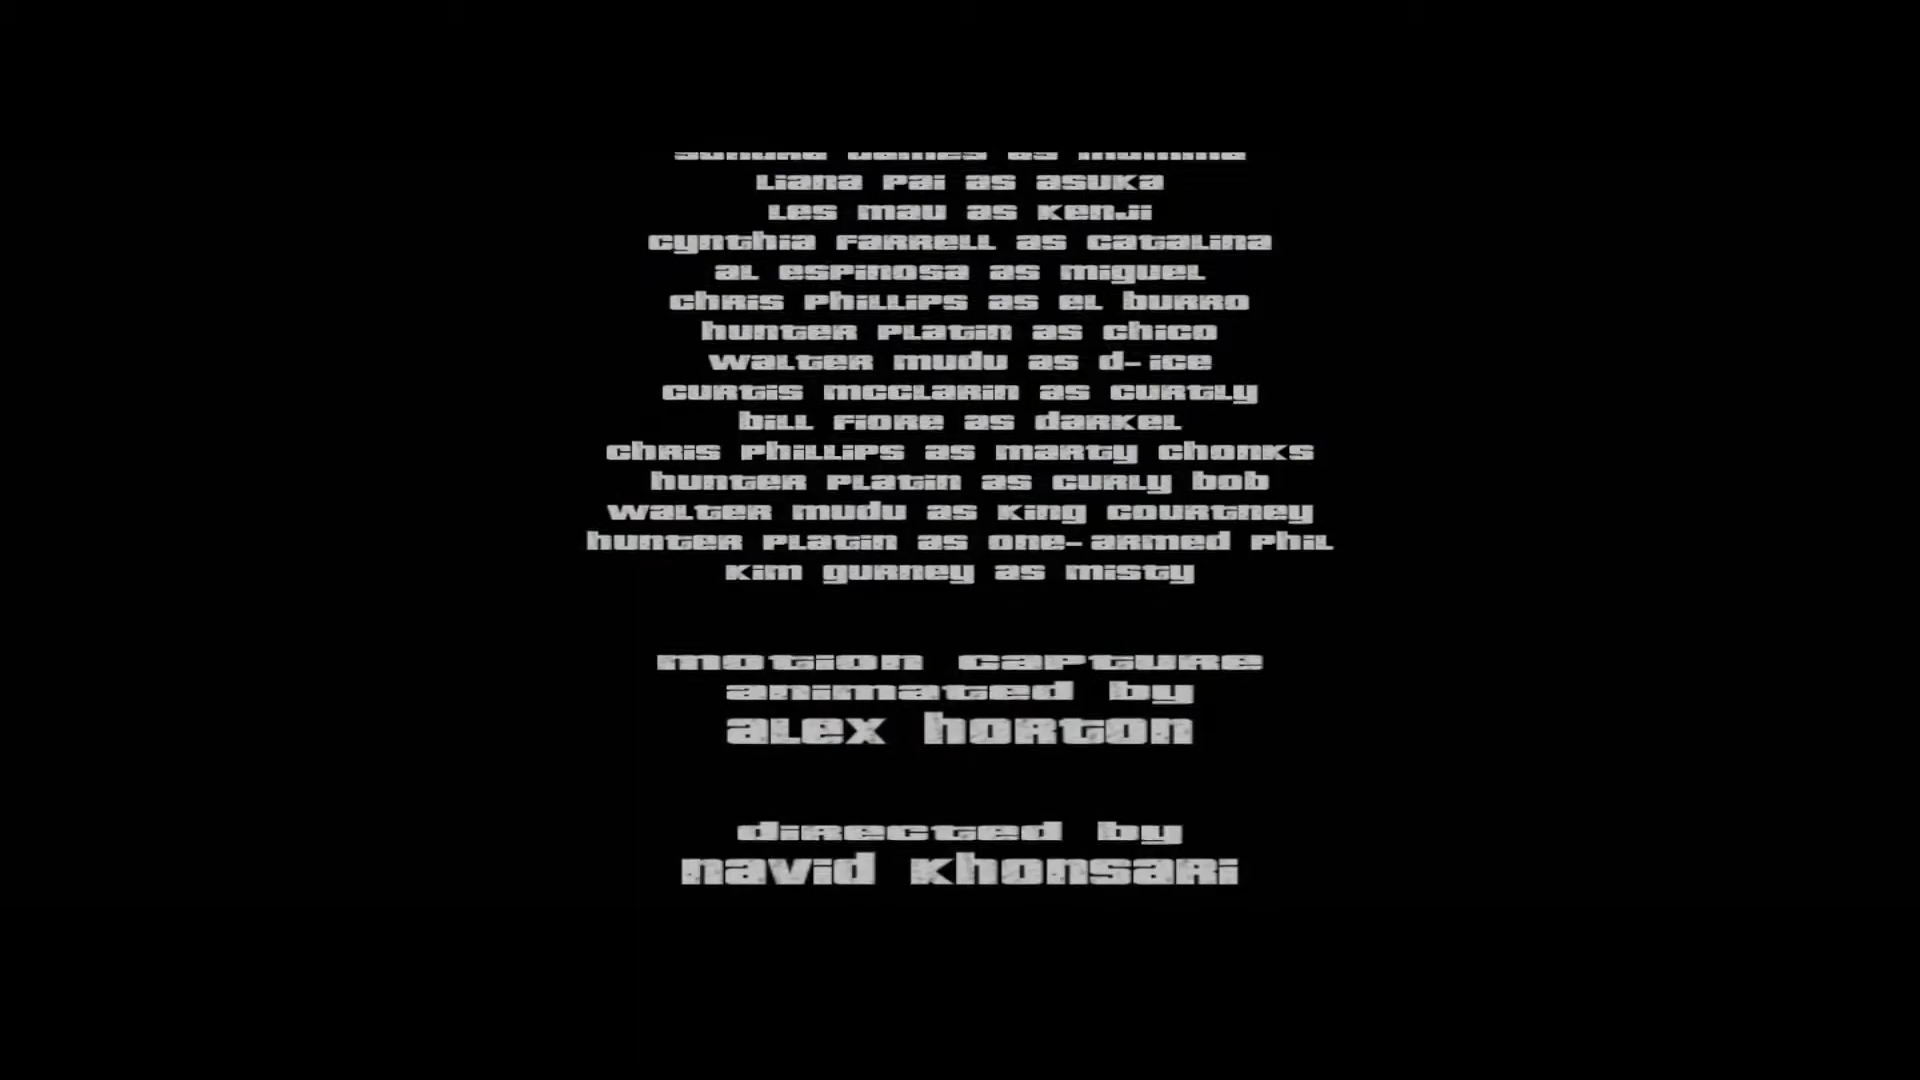 Liana Pai as asuka
Les mau as Kenji
Cynthia Farrell as Catalina
al espinosa as miguel
Chris Phillips as el burro
hunter Platin as Chico
Walter mudu as d-ice
Curtis mcclarin as Curtly
bill Fiore as darkel
Chris Phillips as marty Chonks
hunter Platin as Curly bob
Walter mudu as King Courtney
hunter Platin as one-armed Phil
Kim gurney as misty
motion capture
animated by
alex horton
directed by
navid Khonsari